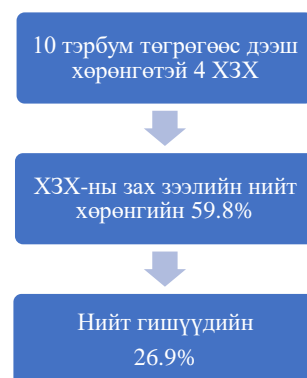 10 тэрбум төгрөгөөс дээш
хөрөнгөтэй 4 ХЗХ
ХЗХ-ны зах зээлийн нийт
хөрөнгийн 59.8%
Нийт гишүүдийн
26.9%